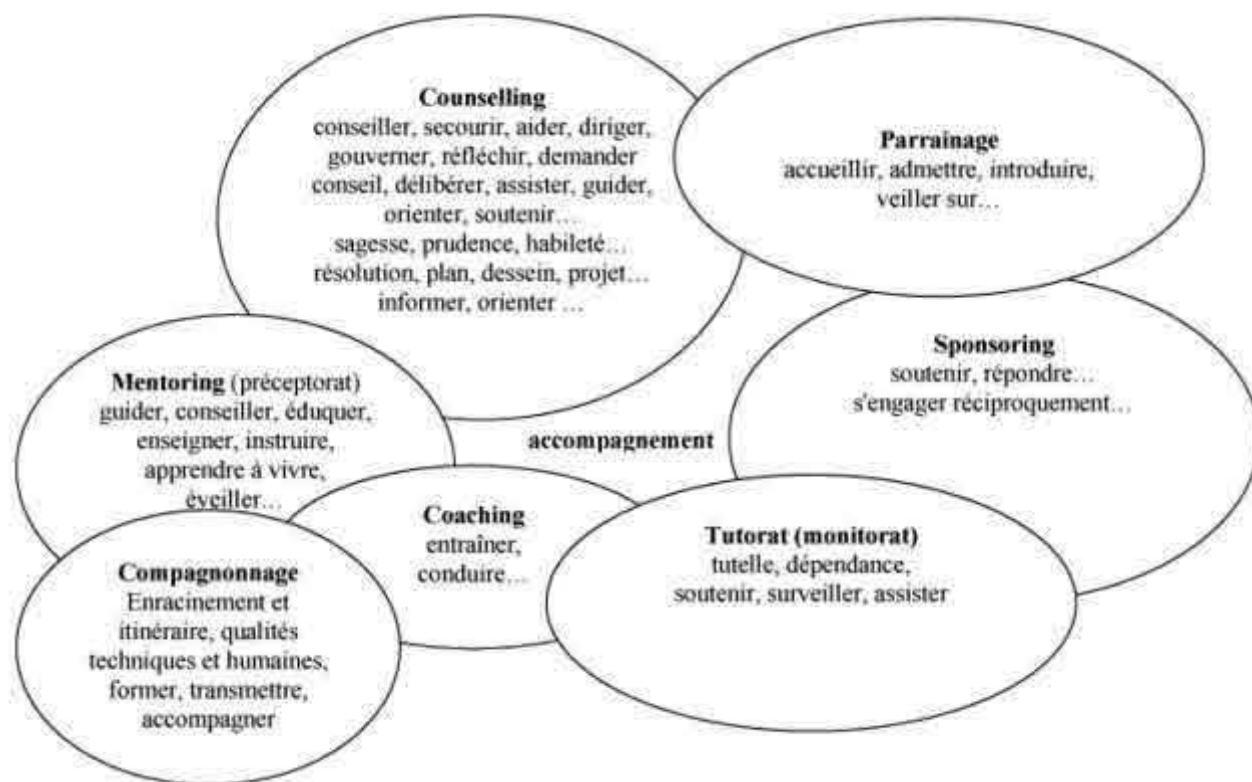 Counselling
conseiller, secourir, aider, diriger,
gouverner, réfléchir, demander
conseil, délibérer, assister, guider,
orienter, soutenir…
sagesse, prudence, habileté…
résolution, plan, dessein, projet…
informer, orienter …
Parrainage
accueillir, admettre, introduire,
veiller sur…
Sponsoring
soutenir, répondre…
s'engager réciproquement…
Mentoring (préceptorat)
guider, conseiller, éduquer,
enseigner, instruire,
apprendre à vivre,
éveiller…
accompagnement
Coaching
entraîner,
conduire…
Tutorat (monitorat)
tutelle, dépendance,
soutenir, surveiller, assister
Compagnonnage
Enracinement et
itinéraire, qualités
techniques et humaines,
former, transmettre,
accompagner